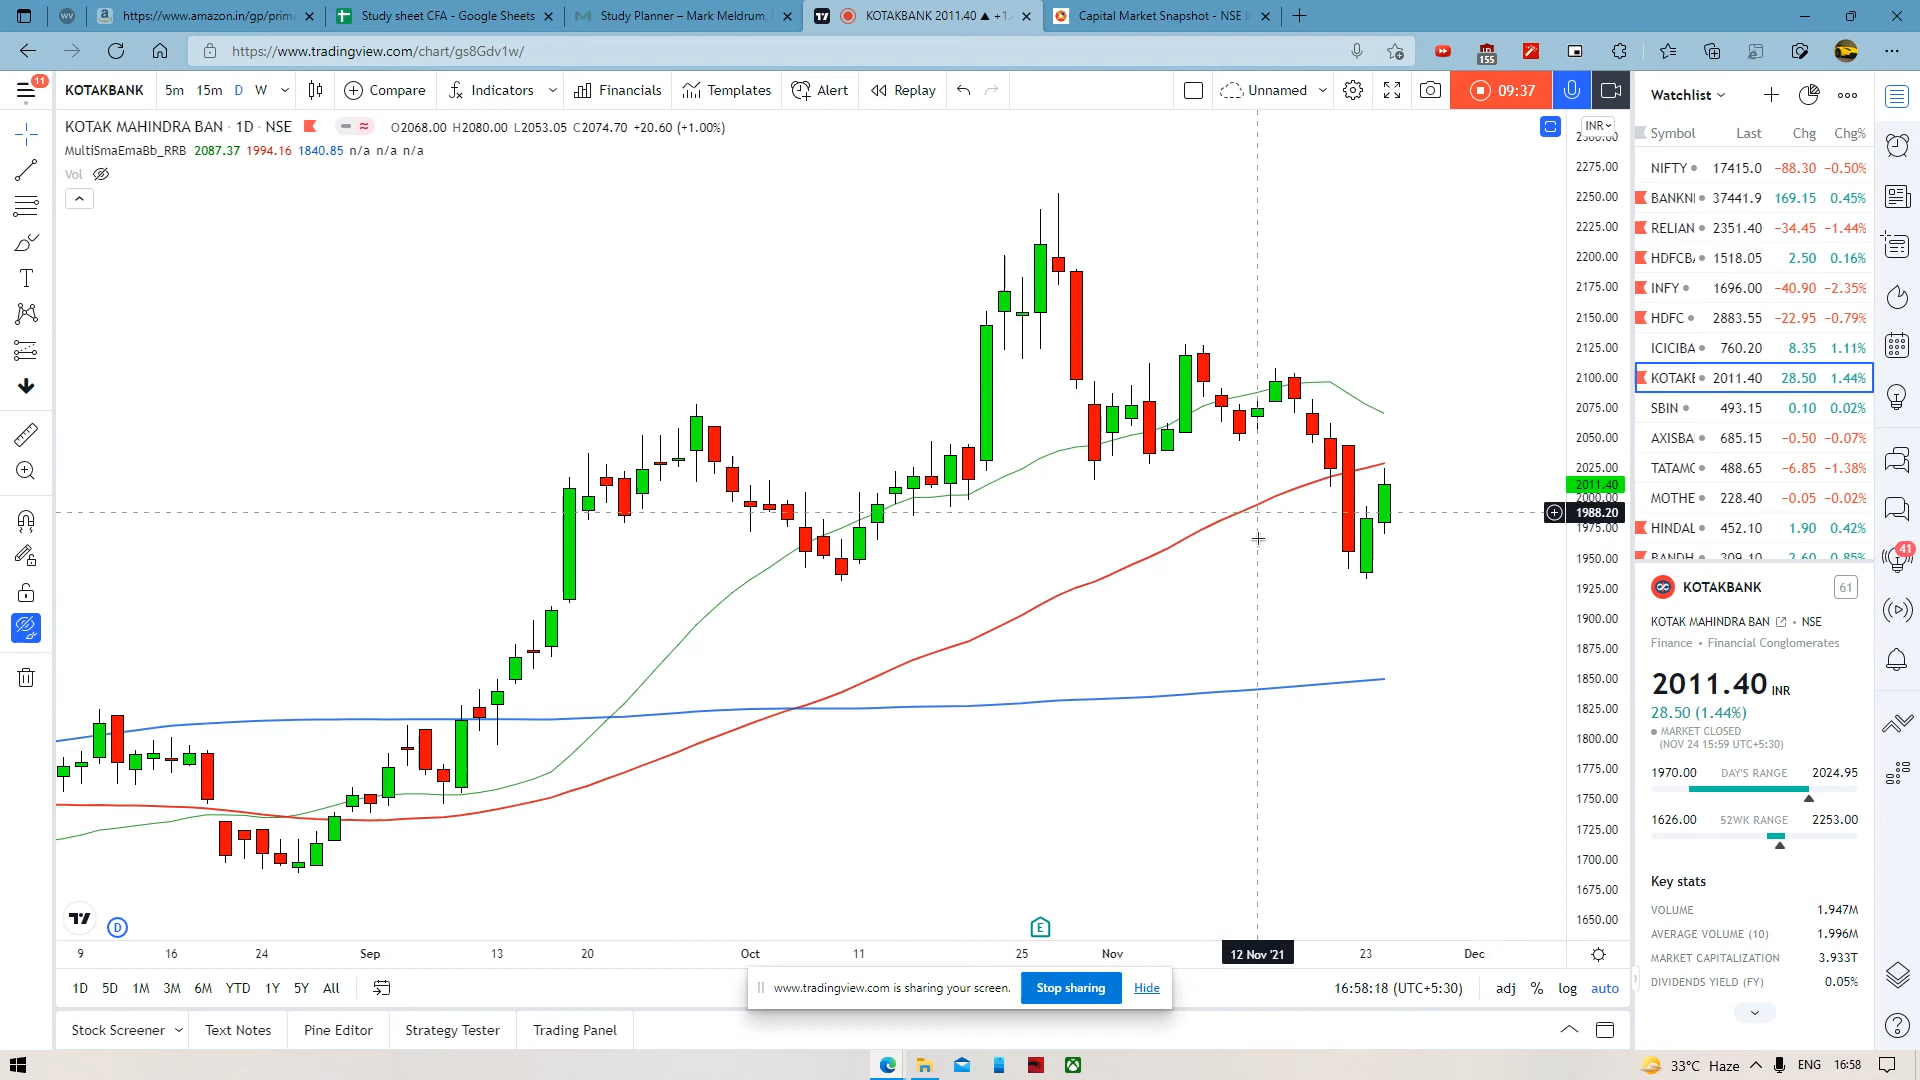 https://www.amazon.in/gp/prim
Study sheet CFA - Google Sheets
Study Planner – Mark Meldrum,
KOTAKBANK 2011.40 ▲ +1.
Capital Market Snapshot - NSE I
https://www.tradingview.com/chart/gs8Gdv1w/
155
11
KOTAKBANK 5m 15m D W Compare Indicators Financials Templates Alert Replay Unnamed 09:37
Watchlist
KOTAK MAHINDRA BAN · 1D · NSE O2068.00 H2080.00 L2053.05 C2074.70 +20.60 (+1.00%)
MultiSmaEmaBb_RRB 2087.37 1994.16 1840.85 n/a n/a n/a
Vol
INR
2300.00
2275.00
2250.00
2225.00
2200.00
2175.00
2150.00
2125.00
2100.00
2075.00
2050.00
2025.00
2011.40
2000.00
1988.20
1975.00
1950.00
1925.00
1900.00
1875.00
1850.00
1825.00
1800.00
1775.00
1750.00
1725.00
1700.00
1675.00
1650.00
D
E
9 16 24 Sep 13 20 Oct 11 25 Nov 12 Nov '21 23 Dec
1D 5D 1M 3M 6M YTD 1Y 5Y All
www.tradingview.com is sharing your screen. Stop sharing Hide
16:58:18 (UTC+5:30) adj % log auto
Stock Screener Text Notes Pine Editor Strategy Tester Trading Panel
Symbol Last Chg Chg%
NIFTY 17415.0 −88.30 −0.50%
BANKNI 37441.9 169.15 0.45%
RELIAN 2351.40 −34.45 −1.44%
HDFCB 1518.05 2.50 0.16%
INFY 1696.00 −40.90 −2.35%
HDFC 2883.55 −22.95 −0.79%
ICICIBA 760.20 8.35 1.11%
KOTAKE 2011.40 28.50 1.44%
SBIN 493.15 0.10 0.02%
AXISBA 685.15 −0.50 −0.07%
TATAMC 488.65 −6.85 −1.38%
MOTHE 228.40 −0.05 −0.02%
HINDAL 452.10 1.90 0.42%
BANDH 309.10 2.60 0.85%
41
KOTAKBANK 61
KOTAK MAHINDRA BAN • NSE
Finance • Financial Conglomerates
2011.40 INR
28.50 (1.44%)
MARKET CLOSED
(NOV 24 15:59 UTC+5:30)
1970.00 DAY'S RANGE 2024.95
1626.00 52WK RANGE 2253.00
Key stats
VOLUME 1.947M
AVERAGE VOLUME (10) 1.996M
MARKET CAPITALIZATION 3.933T
DIVIDENDS YIELD (FY) 0.05%
33°C Haze ENG 16:58